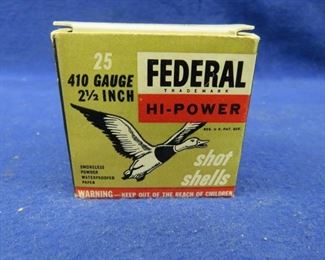 25
410 GAUGE
2½ INCH
FEDERAL
TRADEMARK
HI-POWER
REG. U.S. PAT. OFF.
shot
shells
SMOKELESS
POWDER
WATERPROOFED
PAPER
WARNING—KEEP OUT OF THE REACH OF CHILDREN